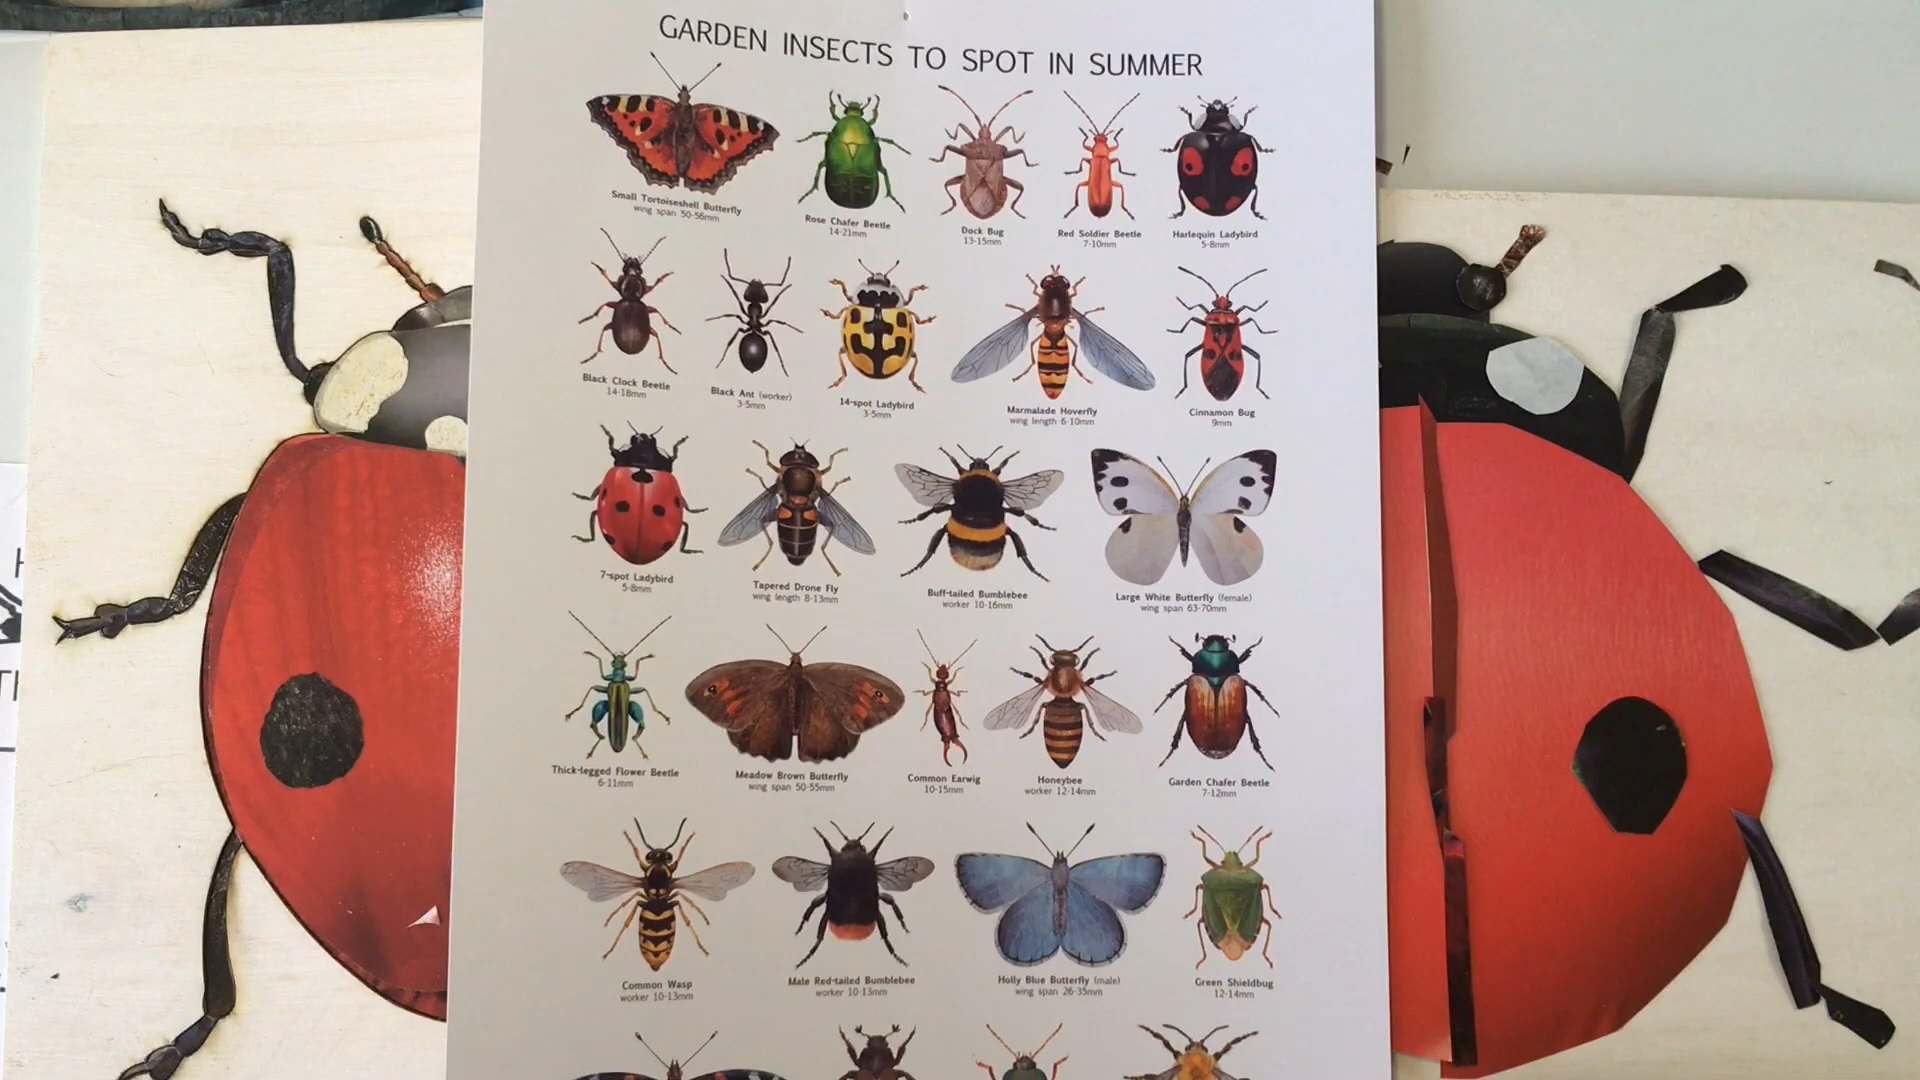 GARDEN INSECTS TO SPOT IN SUMMER
Small Tortoiseshell Butterfly
wing span 50-56mm
Rose Chafer Beetle
14-21mm
Dock Bug
13-15mm
Red Soldier Beetle
7-10mm
Harlequin Ladybird
5-8mm
Black Clock Beetle
14-18mm
Black Ant (worker)
3-5mm
14-spot Ladybird
3-5mm
Marmalade Hoverfly
wing length 6-10mm
Cinnamon Bug
9mm
7-spot Ladybird
5-8mm
Tapered Drone Fly
wing length 8-13mm
Buff-tailed Bumblebee
worker 10-16mm
Large White Butterfly (female)
wing span 63-70mm
Thick-legged Flower Beetle
6-11mm
Meadow Brown Butterfly
wing span 50-55mm
Common Earwig
10-15mm
Honeybee
worker 12-14mm
Garden Chafer Beetle
7-12mm
Common Wasp
worker 10-13mm
Male Red-tailed Bumblebee
worker 10-13mm
Holly Blue Butterfly (male)
wing span 26-35mm
Green Shieldbug
12-14mm